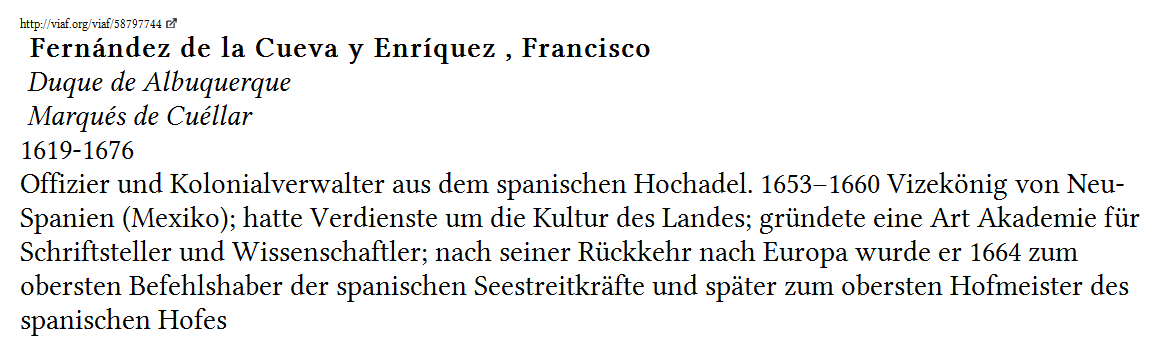 http://viaf.org/viaf/58797744
Fernández de la Cueva y Enríquez , Francisco
Duque de Albuquerque
Marqués de Cuéllar
1619-1676
Offizier und Kolonialverwalter aus dem spanischen Hochadel. 1653–1660 Vizekönig von Neu-
Spanien (Mexiko); hatte Verdienste um die Kultur des Landes; gründete eine Art Akademie für
Schriftsteller und Wissenschaftler; nach seiner Rückkehr nach Europa wurde er 1664 zum
obersten Befehlshaber der spanischen Seestreitkräfte und später zum obersten Hofmeister des
spanischen Hofes